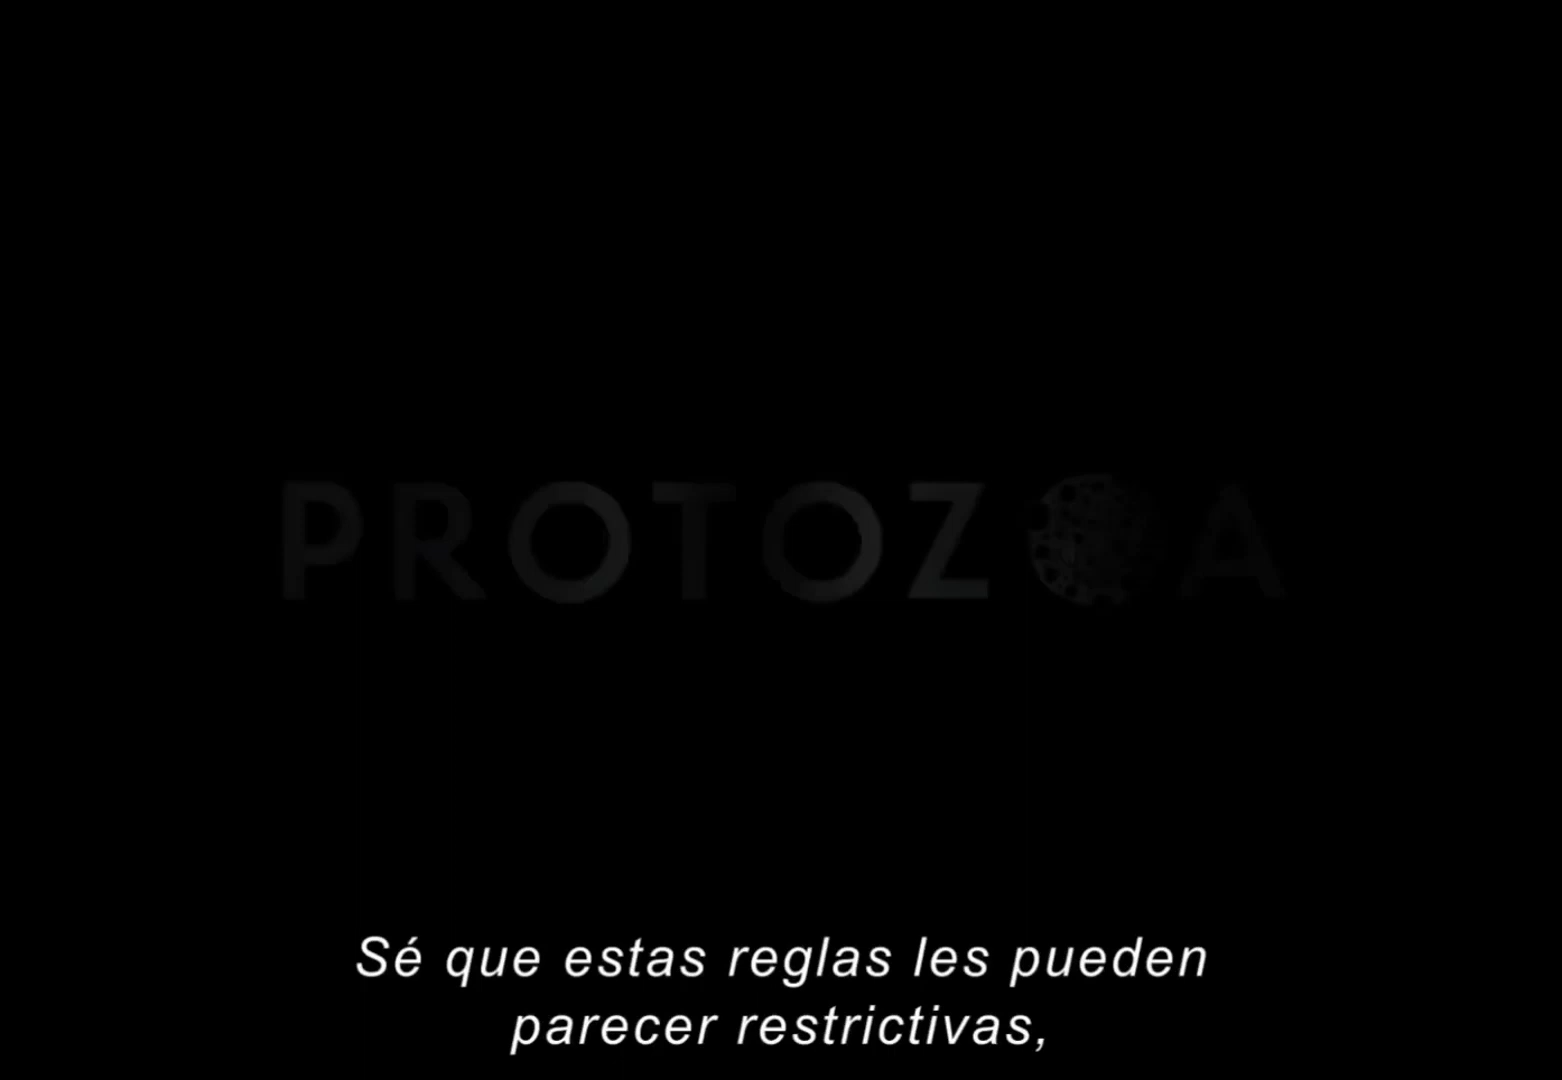 PROTOZOA
Sé que estas reglas les pueden
parecer restrictivas,